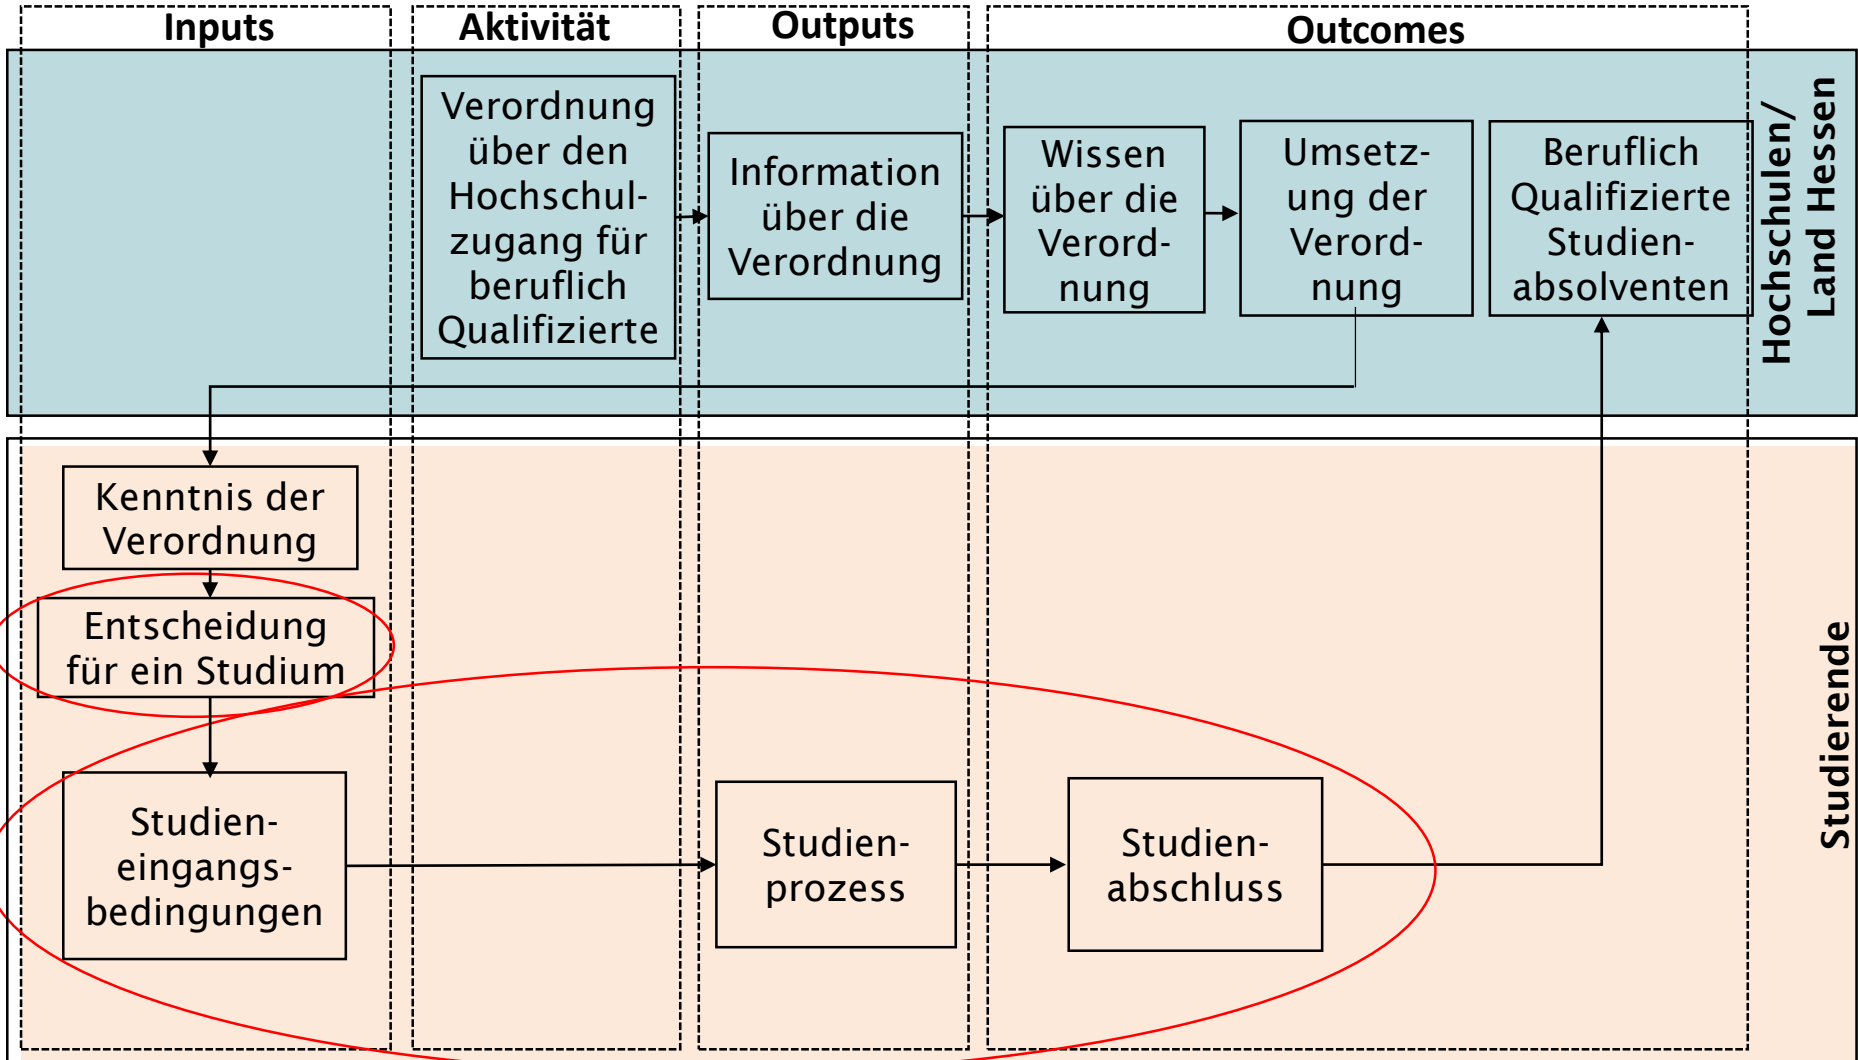 Inputs
Aktivität
Outputs
Outcomes
Verordnung
über den
Hochschul-
zugang für
beruflich
Qualifizierte
Information
über die
Verordnung
Wissen
über die
Verord-
nung
Umsetz-
ung der
Verord-
nung
Beruflich
Qualifizierte
Studien-
absolventen
Hochschulen/
Land Hessen
Kenntnis der
Verordnung
Entscheidung
für ein Studium
Studien-
eingangs-
bedingungen
Studien-
prozess
Studien-
abschluss
Studierende